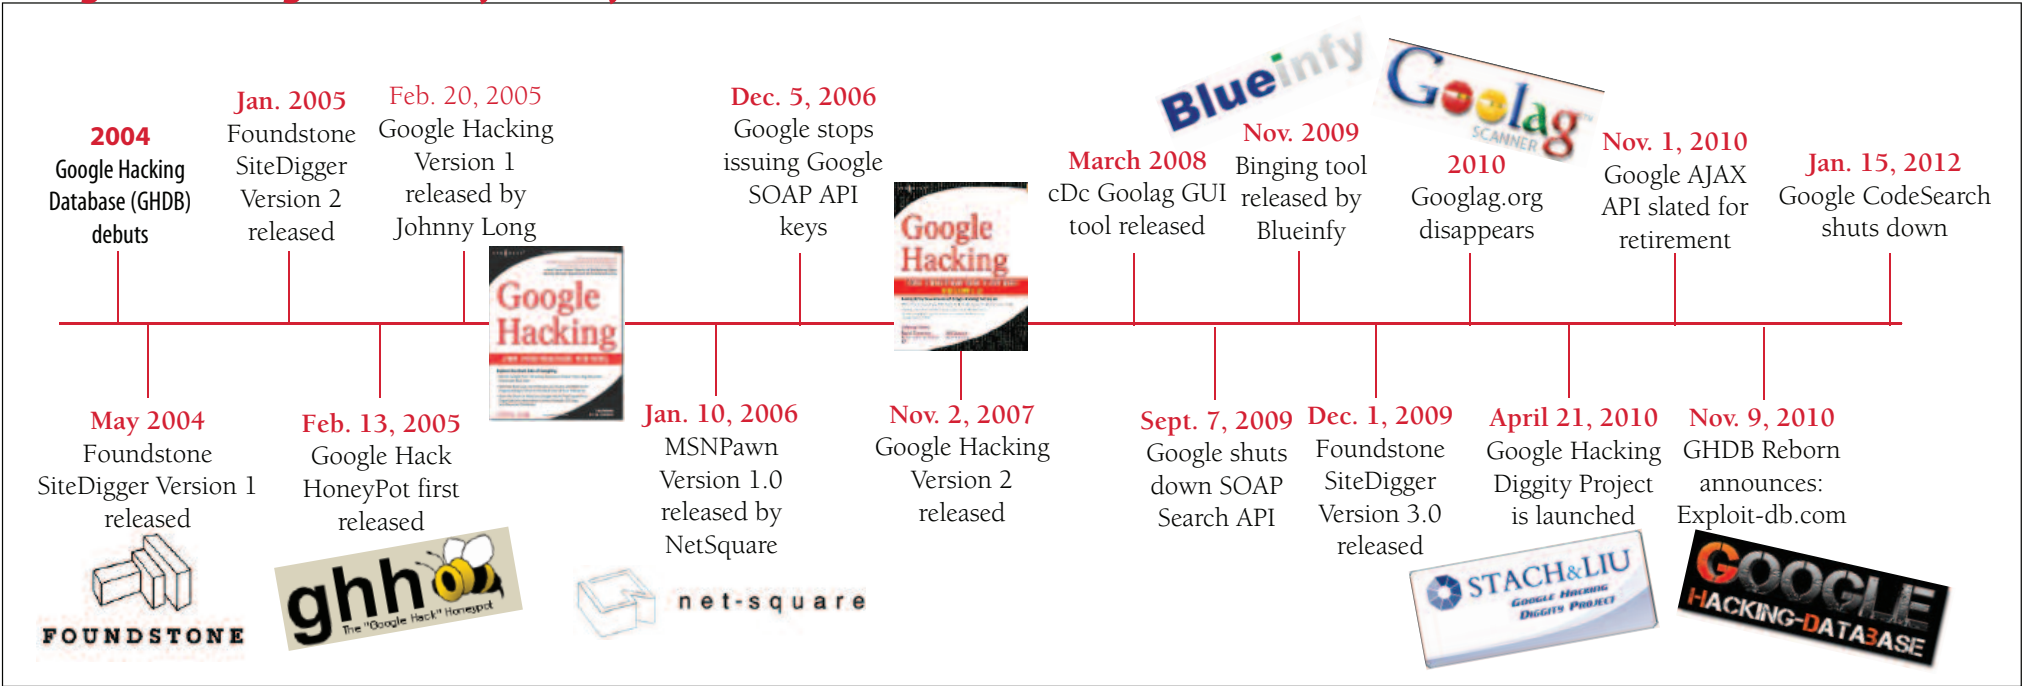 2004
Google Hacking
Database (GHDB)
debuts
Jan. 2005
Foundstone
SiteDigger
Version 2
released
Feb. 20, 2005
Google Hacking
Version 1
released by
Johnny Long
Dec. 5, 2006
Google stops
issuing Google
SOAP API
keys
March 2008
cDc Goolag GUI
tool released
Blueinfy
Nov. 2009
Binging tool
released by
Blueinfy
Goolag
SCANNER
2010
Googlag.org
disappears
Nov. 1, 2010
Google AJAX
API slated for
retirement
Jan. 15, 2012
Google CodeSearch
shuts down
Google
Hacking
Google
Hacking
May 2004
Foundstone
SiteDigger Version 1
released
FOUNDSTONE
Feb. 13, 2005
Google Hack
HoneyPot first
released
ghh
The "Google Hack" Honeypot
Jan. 10, 2006
MSNPawn
Version 1.0
released by
NetSquare
net-square
Nov. 2, 2007
Google Hacking
Version 2
released
Sept. 7, 2009
Google shuts
down SOAP
Search API
Dec. 1, 2009
Foundstone
SiteDigger
Version 3.0
released
April 21, 2010
Google Hacking
Diggity Project
is launched
STACH&LIU
GOOGLE HACKING
DIGGITY PROJECT
Nov. 9, 2010
GHDB Reborn
announces:
Exploit-db.com
GOOGLE
HACKING-DATABASE